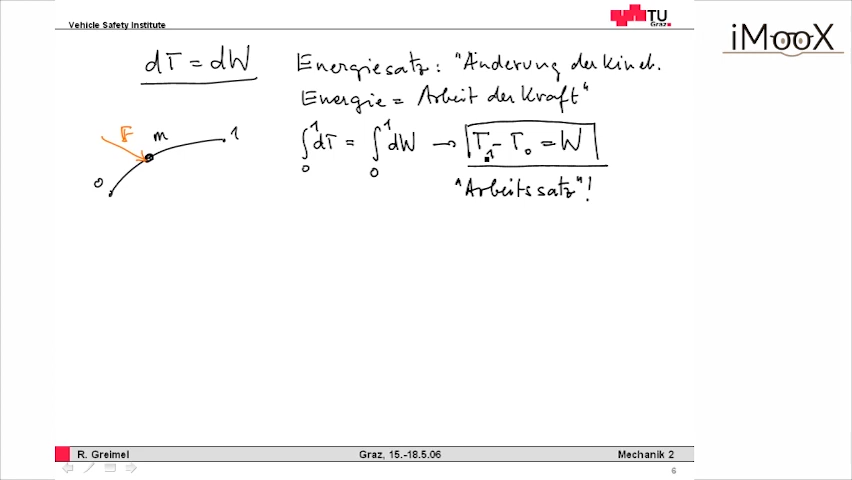 Vehicle Safety Institute
TU
Graz
iMooX
dT = dW
Energiesatz: "Änderung der kinet.
Energie = Arbeit der Kraft"
F
m
1
0
∫₀¹ dT = ∫₀¹ dW → T₁ - T₀ = W
"Arbeitssatz"!
R. Greimel
Graz, 15.-18.5.06
Mechanik 2
6